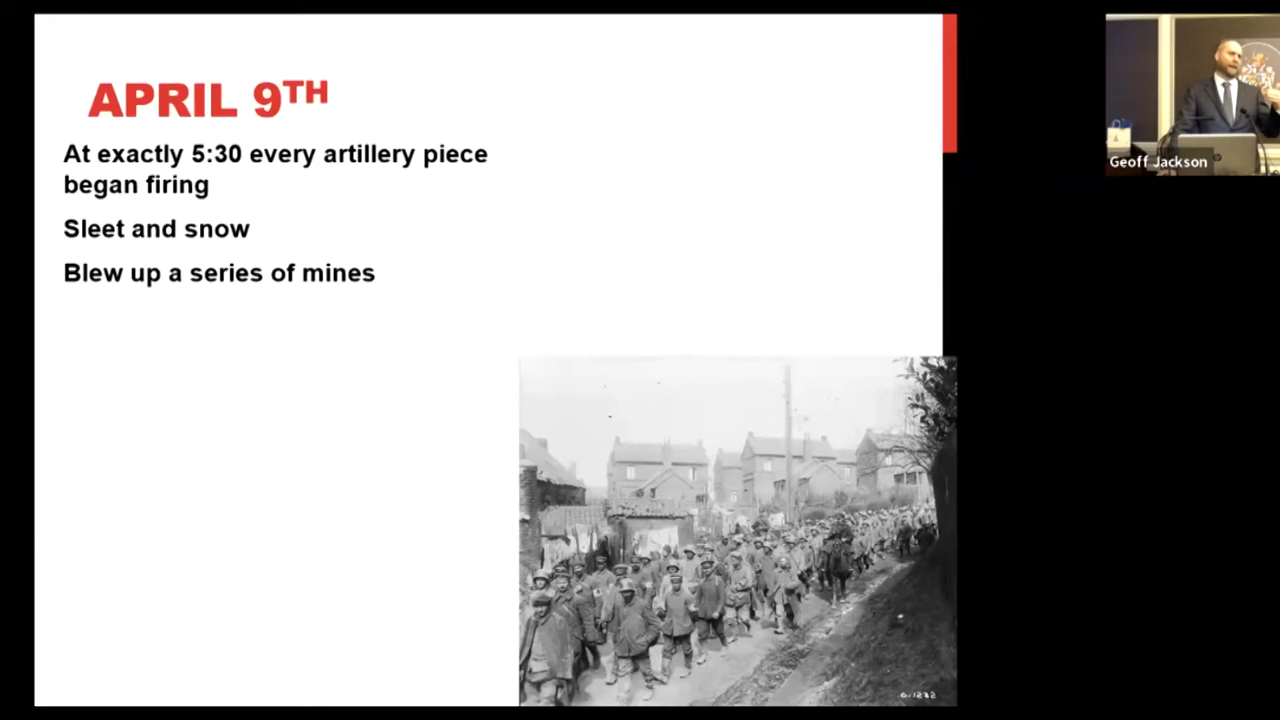 APRIL 9TH
At exactly 5:30 every artillery piece
began firing
Sleet and snow
Blew up a series of mines
Geoff Jackson